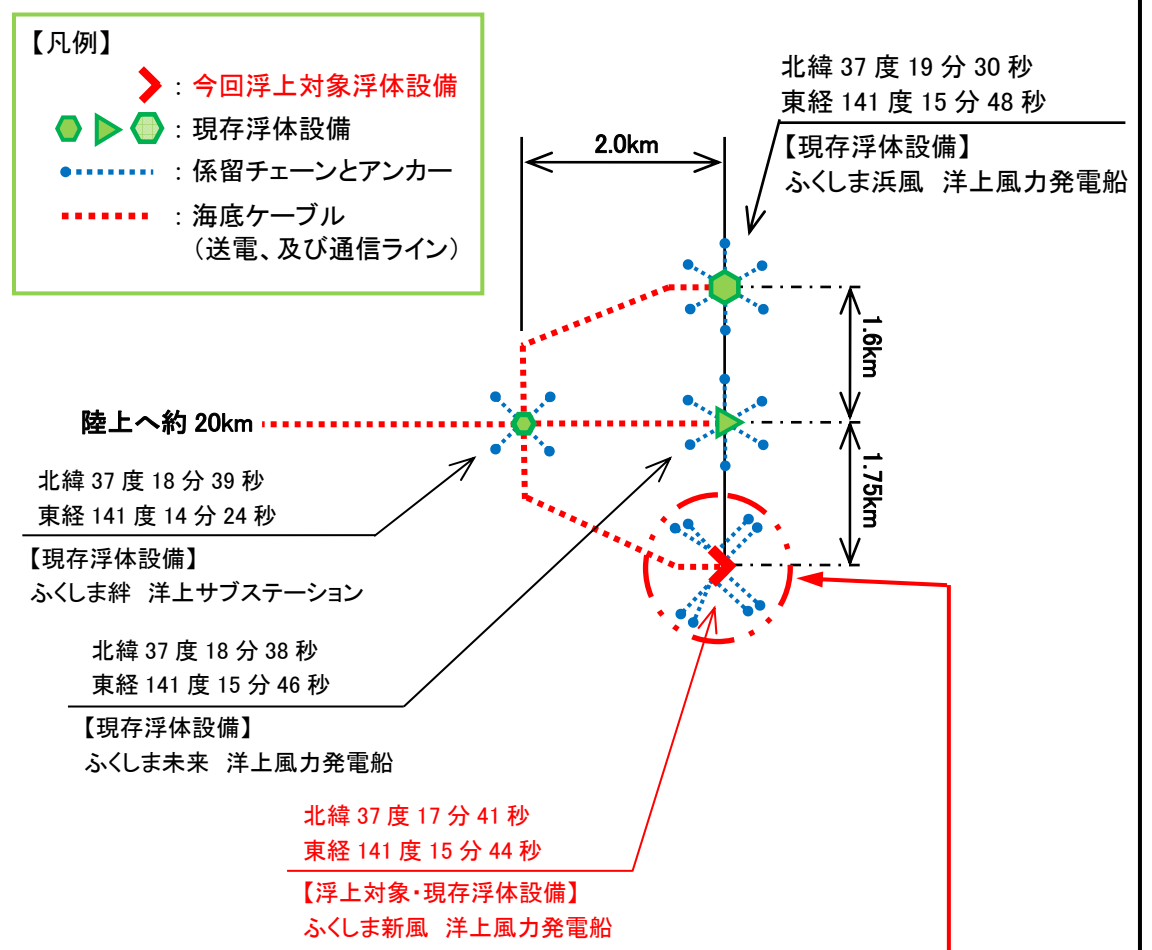 【凡例】
：今回浮上対象浮体設備
：現存浮体設備
：係留チェーンとアンカー
：海底ケーブル
（送電、及び通信ライン）
北緯 37 度 19 分 30 秒
東経 141 度 15 分 48 秒
【現存浮体設備】
ふくしま浜風 洋上風力発電船
2.0km
1.6km
1.75km
陸上へ約 20km
北緯 37 度 18 分 39 秒
東経 141 度 14 分 24 秒
【現存浮体設備】
ふくしま絆 洋上サブステーション
北緯 37 度 18 分 38 秒
東経 141 度 15 分 46 秒
【現存浮体設備】
ふくしま未来 洋上風力発電船
北緯 37 度 17 分 41 秒
東経 141 度 15 分 44 秒
【浮上対象・現存浮体設備】
ふくしま新風 洋上風力発電船